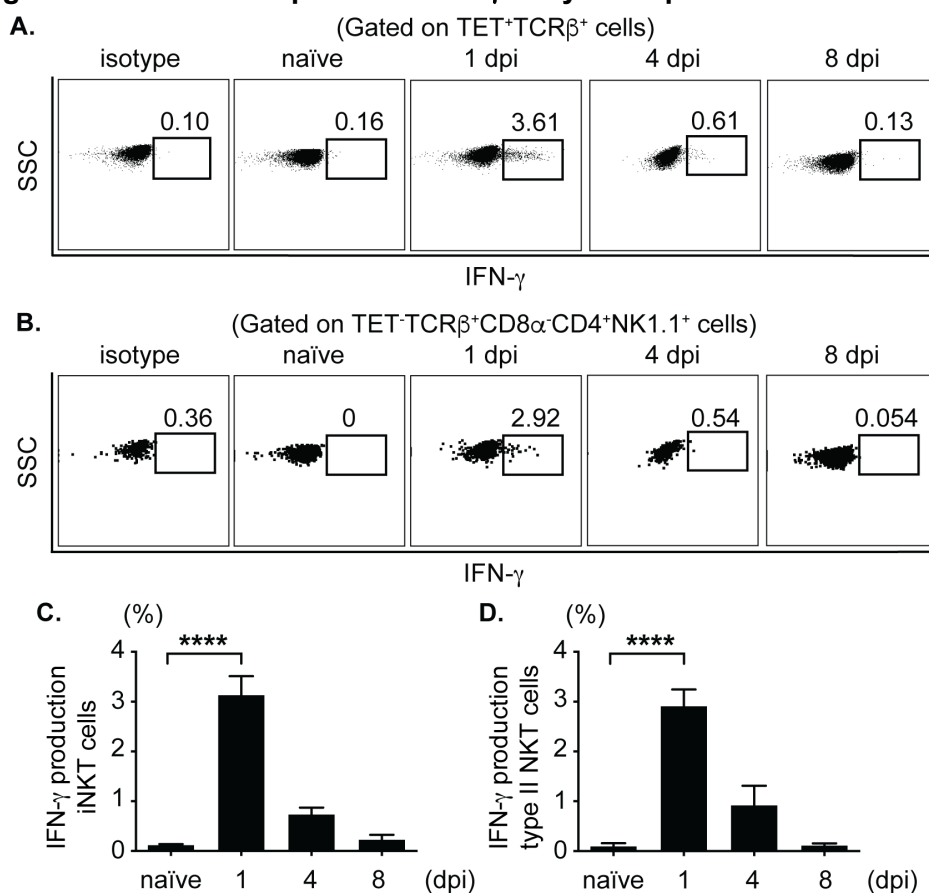 A.
(Gated on TET⁺TCRβ⁺ cells)
isotype naïve 1 dpi 4 dpi 8 dpi
0.10 0.16 3.61 0.61 0.13
SSC
IFN-γ
B.
(Gated on TET⁻TCRβ⁺CD8α⁻CD4⁺NK1.1⁺ cells)
isotype naïve 1 dpi 4 dpi 8 dpi
0.36 0 2.92 0.54 0.054
SSC
IFN-γ
C.
(%)
****
4
3
2
1
0
IFN-γ production
iNKT cells
naïve 1 4 8 (dpi)
D.
(%)
****
4
3
2
1
0
IFN-γ production
type II NKT cells
naïve 1 4 8 (dpi)